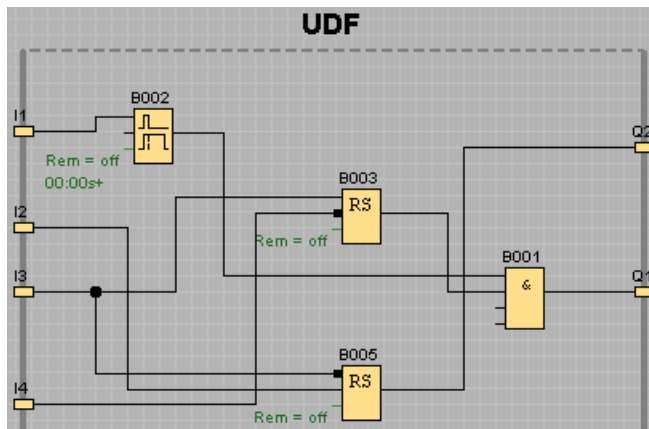 UDF
B002
I1
Q2
Rem = off
00:00s+
B003
I2
RS
Rem = off
B001
I3
&
Q1
B005
I4
RS
Rem = off